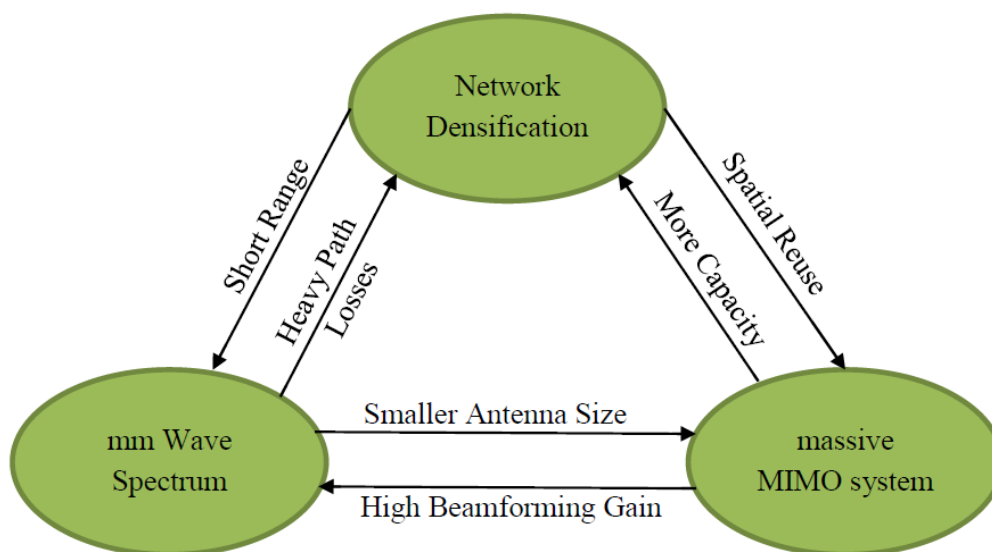 Network
Densification
Short Range
Heavy Path
Losses
More Capacity
Spatial Reuse
mm Wave
Spectrum
Smaller Antenna Size
High Beamforming Gain
massive
MIMO system